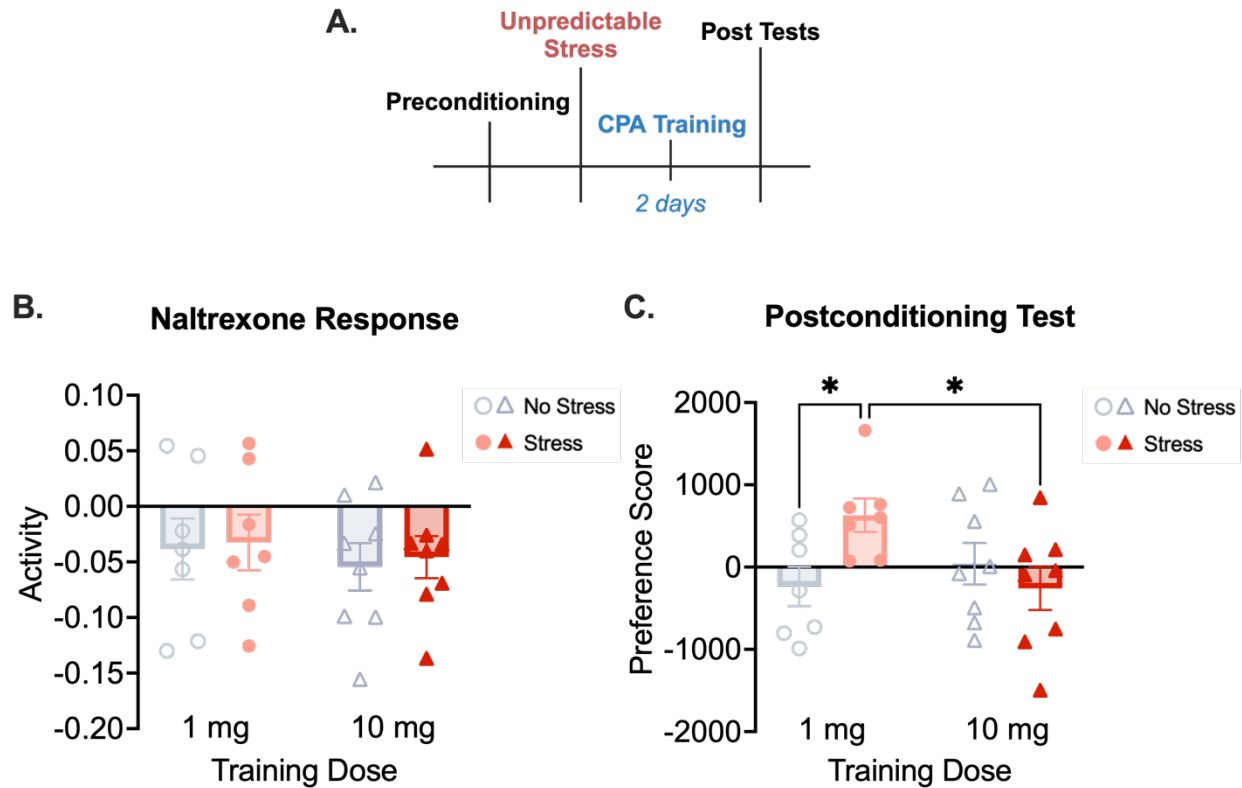 A.
Unpredictable
Stress
Post Tests
Preconditioning
CPA Training
2 days
B.
Naltrexone Response
No Stress
Stress
0.10
0.05
0.00
-0.05
-0.10
-0.15
-0.20
Activity
1 mg
10 mg
Training Dose
C.
Postconditioning Test
*
*
No Stress
Stress
2000
1000
0
-1000
-2000
Preference Score
1 mg
10 mg
Training Dose